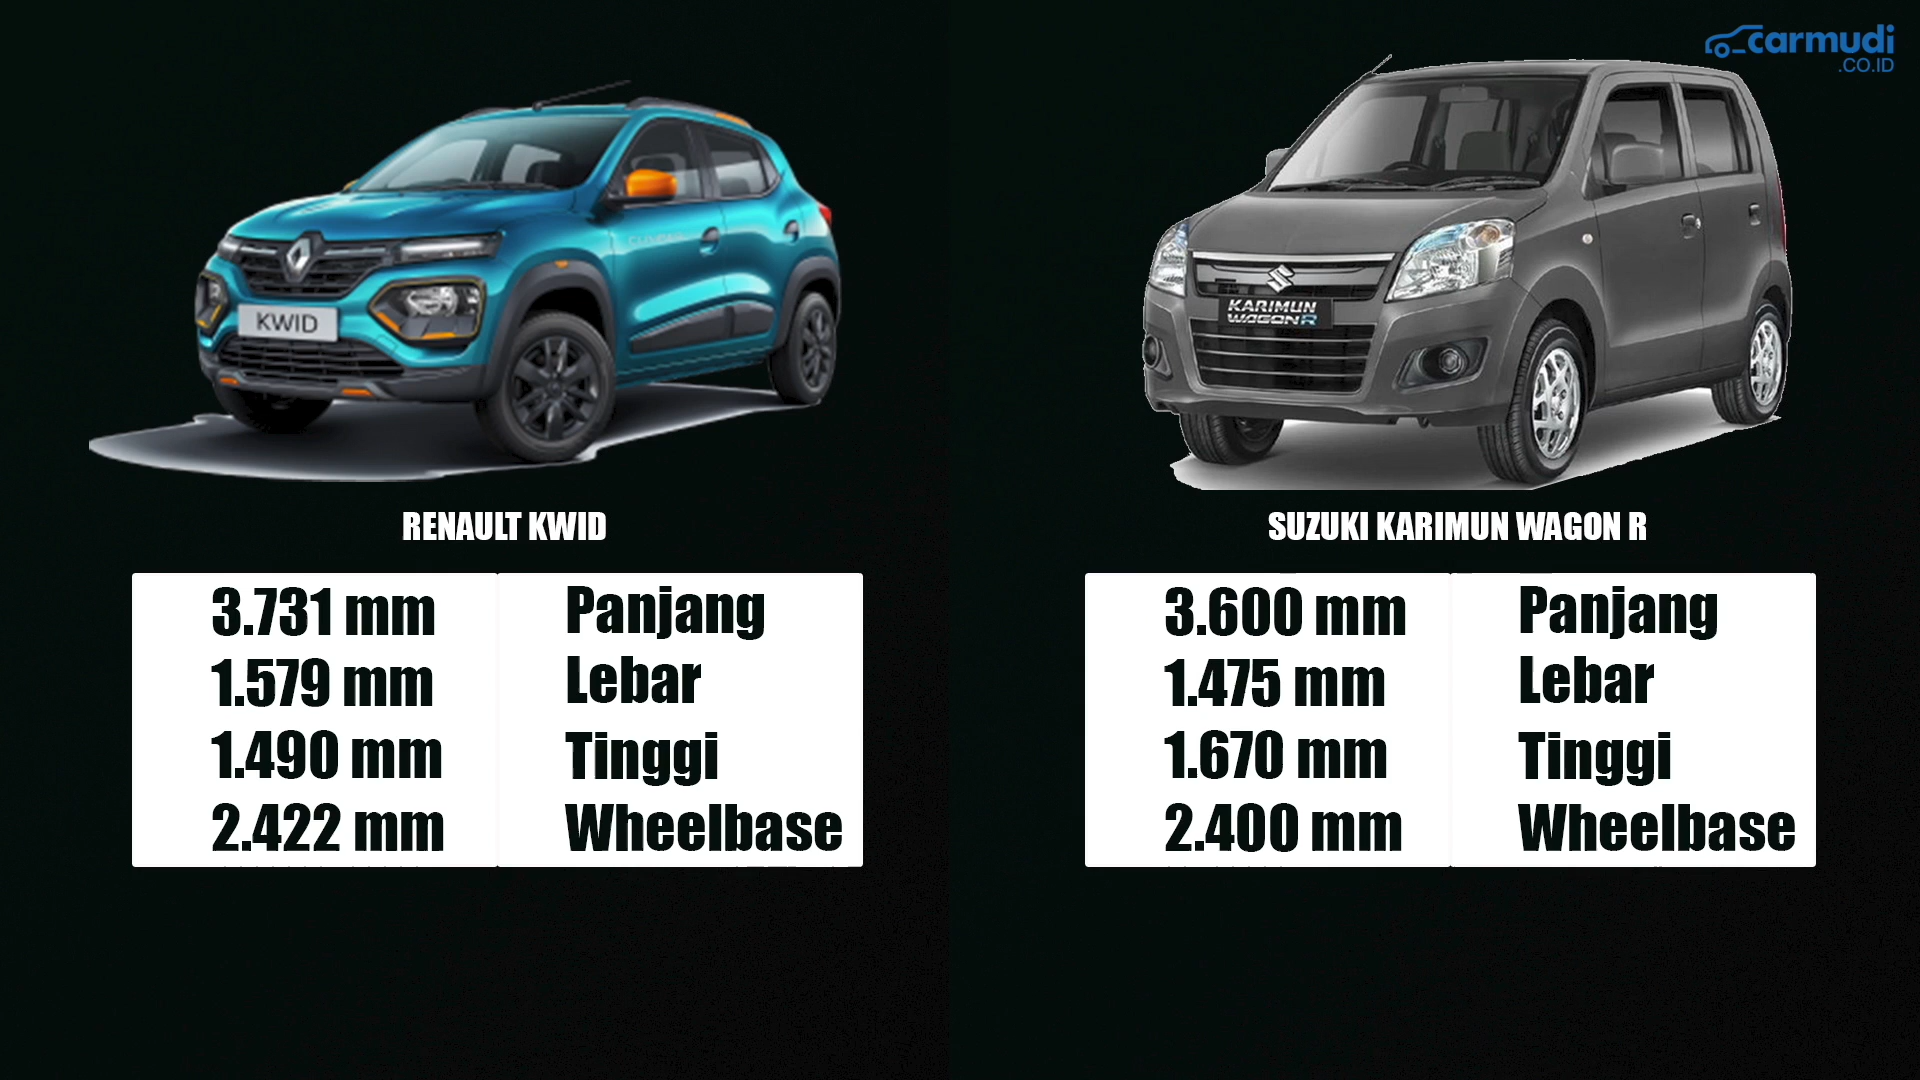 carmudi
.CO.ID
KWID
KARIMUN
WAGON R
RENAULT KWID
3.731 mm Panjang
1.579 mm Lebar
1.490 mm Tinggi
2.422 mm Wheelbase
SUZUKI KARIMUN WAGON R
3.600 mm Panjang
1.475 mm Lebar
1.670 mm Tinggi
2.400 mm Wheelbase